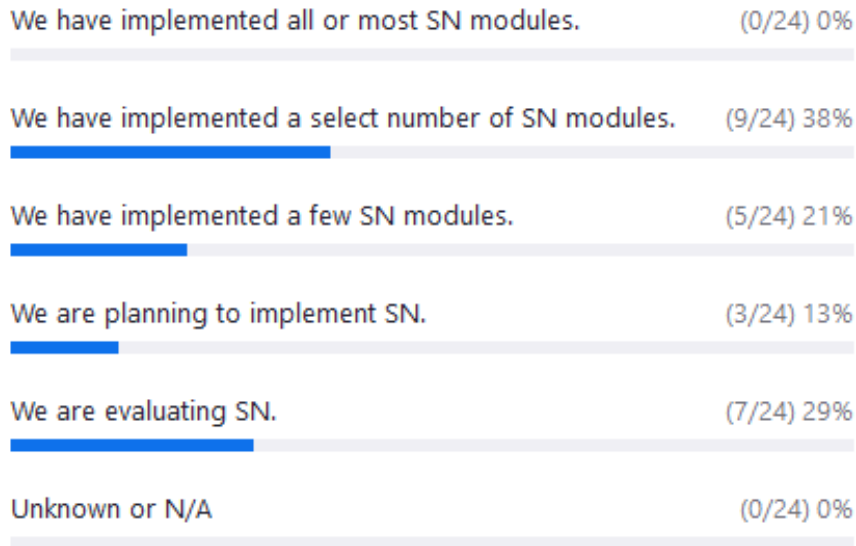 We have implemented all or most SN modules. (0/24) 0%
We have implemented a select number of SN modules. (9/24) 38%
We have implemented a few SN modules. (5/24) 21%
We are planning to implement SN. (3/24) 13%
We are evaluating SN. (7/24) 29%
Unknown or N/A (0/24) 0%